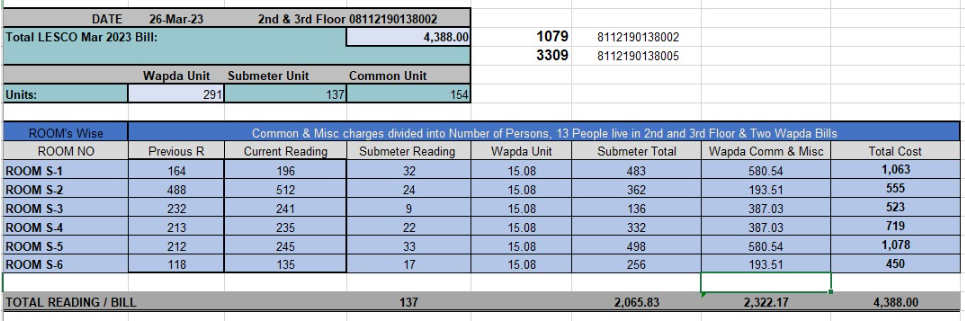 DATE 26-Mar-23 2nd & 3rd Floor 08112190138002
Total LESCO Mar 2023 Bill: 4,388.00 1079 8112190138002
3309 8112190138005
Wapda Unit Submeter Unit Common Unit
Units: 291 137 154
ROOM's Wise Common & Misc charges divided into Number of Persons, 13 People live in 2nd and 3rd Floor & Two Wapda Bills
ROOM NO Previous R Current Reading Submeter Reading Wapda Unit Submeter Total Wapda Comm & Misc Total Cost
ROOM S-1 164 196 32 15.08 483 580.54 1,063
ROOM S-2 488 512 24 15.08 362 193.51 555
ROOM S-3 232 241 9 15.08 136 387.03 523
ROOM S-4 213 235 22 15.08 332 387.03 719
ROOM S-5 212 245 33 15.08 498 580.54 1,078
ROOM S-6 118 135 17 15.08 256 193.51 450
TOTAL READING / BILL 137 2,065.83 2,322.17 4,388.00